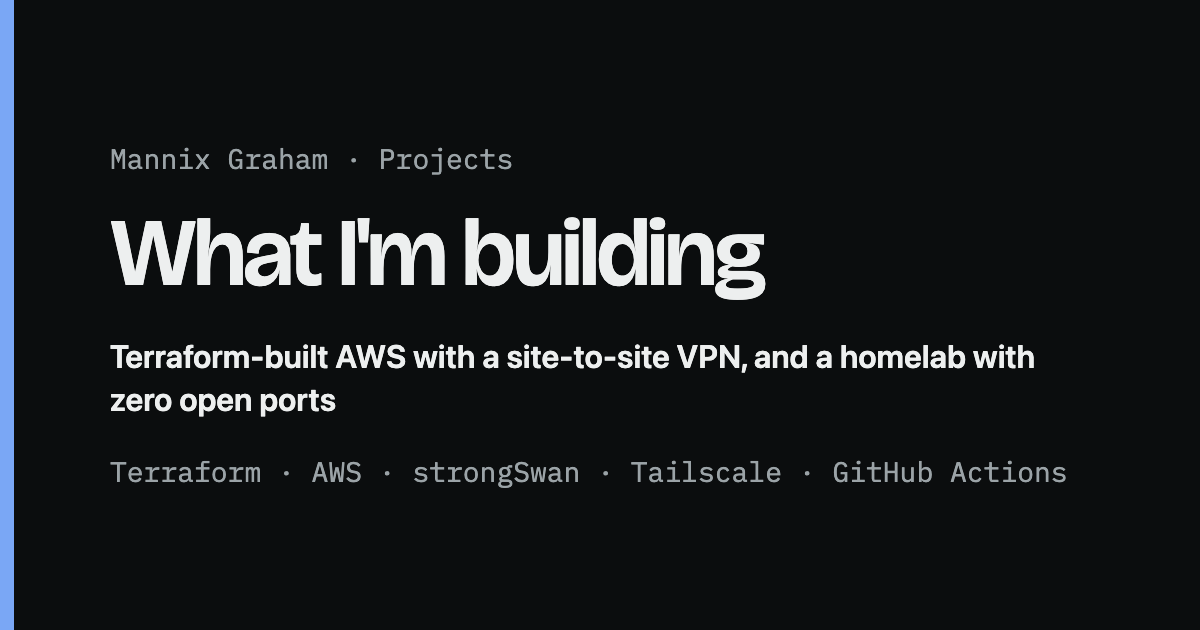 Mannix Graham · Projects
What I'm building
Terraform-built AWS with a site-to-site VPN, and a homelab with
zero open ports
Terraform · AWS · strongSwan · Tailscale · GitHub Actions